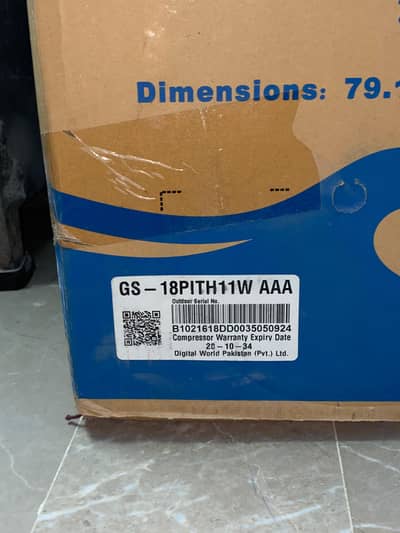 Dimensions: 79.
GS-18PITH11W AAA
Outdoor Serial No.
B1021618DD0035050924
Compressor Warranty Expiry Date
20-10-34
Digital World Pakistan (Pvt.) Ltd.